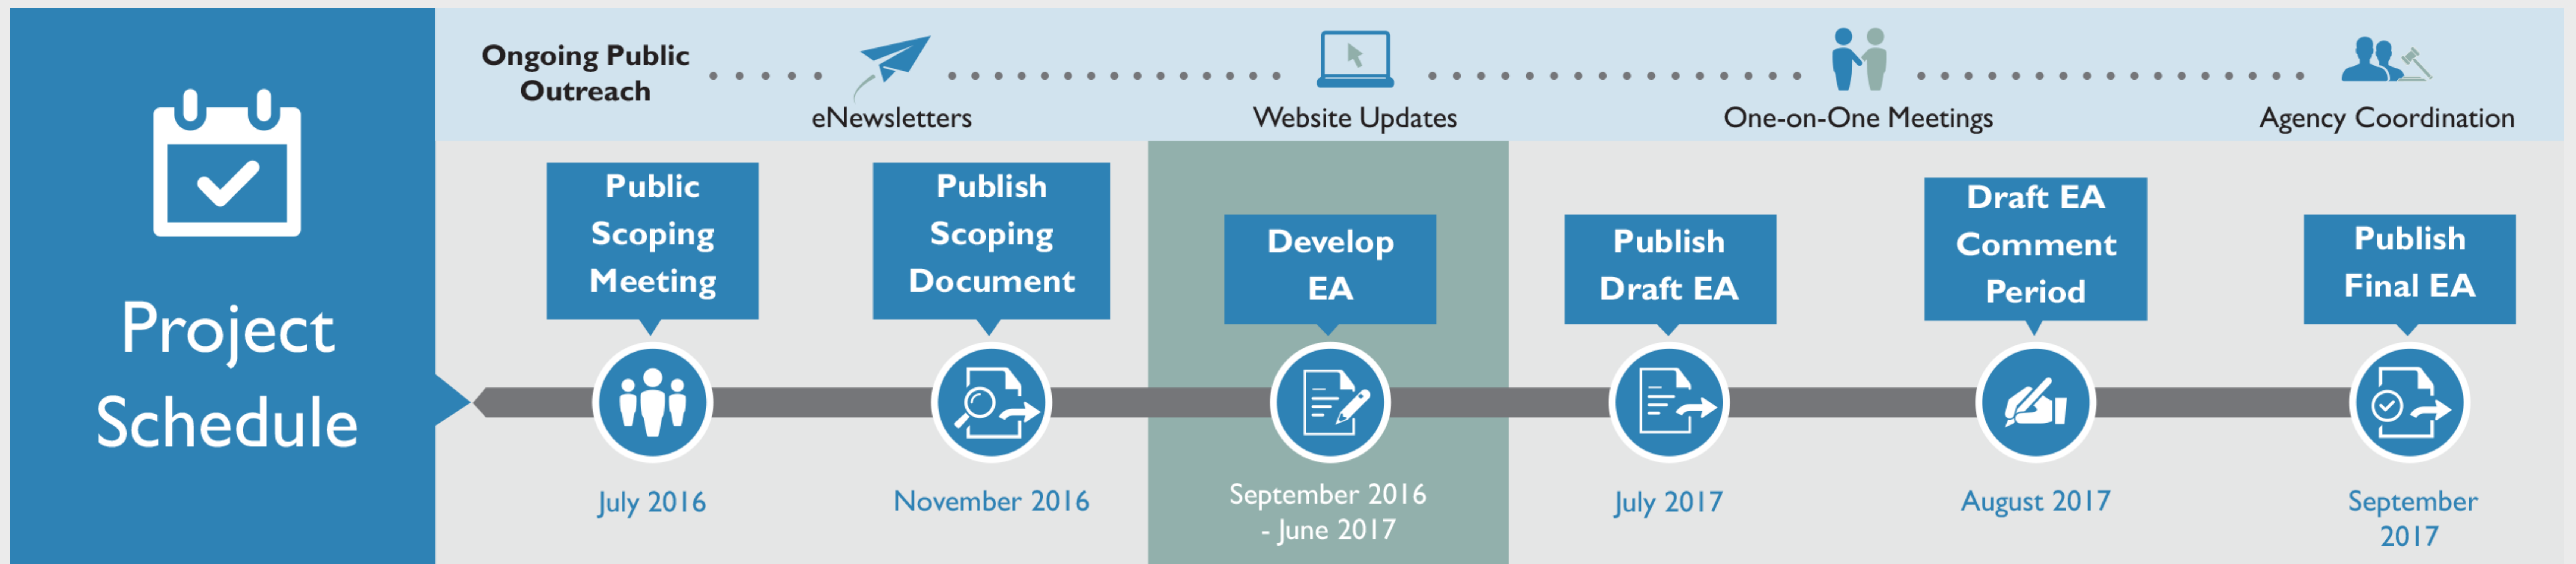 Project
Schedule
Ongoing Public
Outreach
eNewsletters
Website Updates
One-on-One Meetings
Agency Coordination
Public
Scoping
Meeting
July 2016
Publish
Scoping
Document
November 2016
Develop
EA
September 2016
- June 2017
Publish
Draft EA
July 2017
Draft EA
Comment
Period
August 2017
Publish
Final EA
September
2017